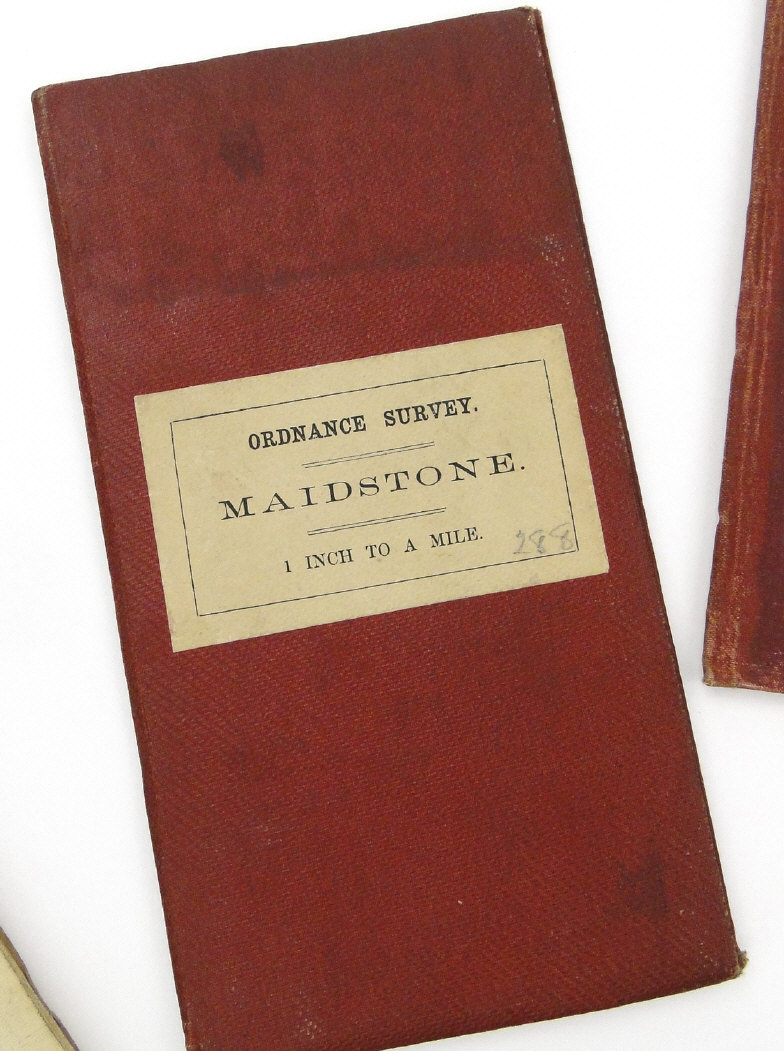 ORDNANCE SURVEY.
MAIDSTONE.
1 INCH TO A MILE.
288